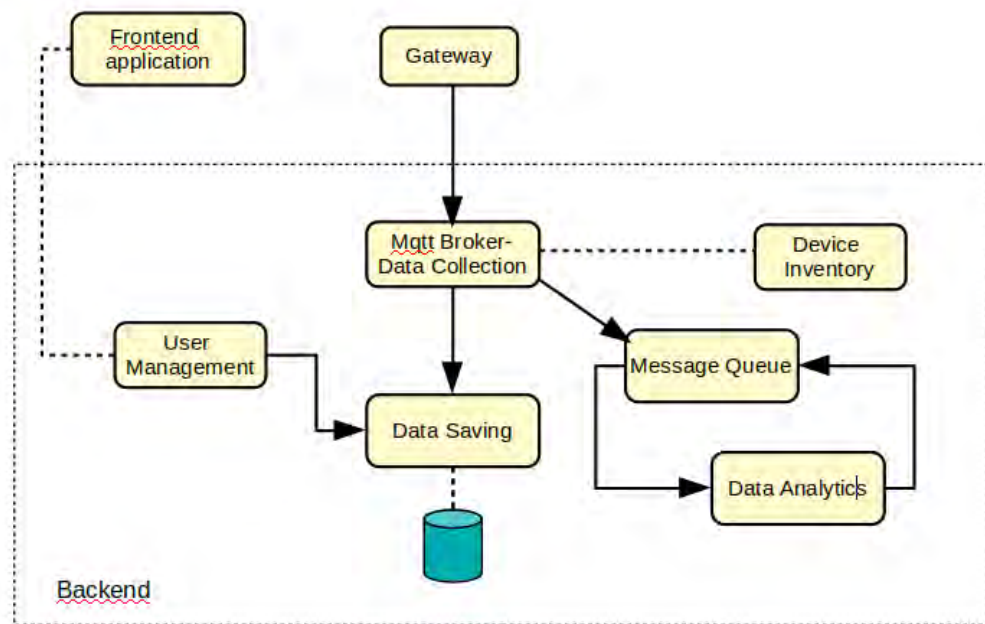 Frontend
application
Gateway
Mqtt Broker-
Data Collection
Device
Inventory
User
Management
Message Queue
Data Saving
Data Analytics
Backend